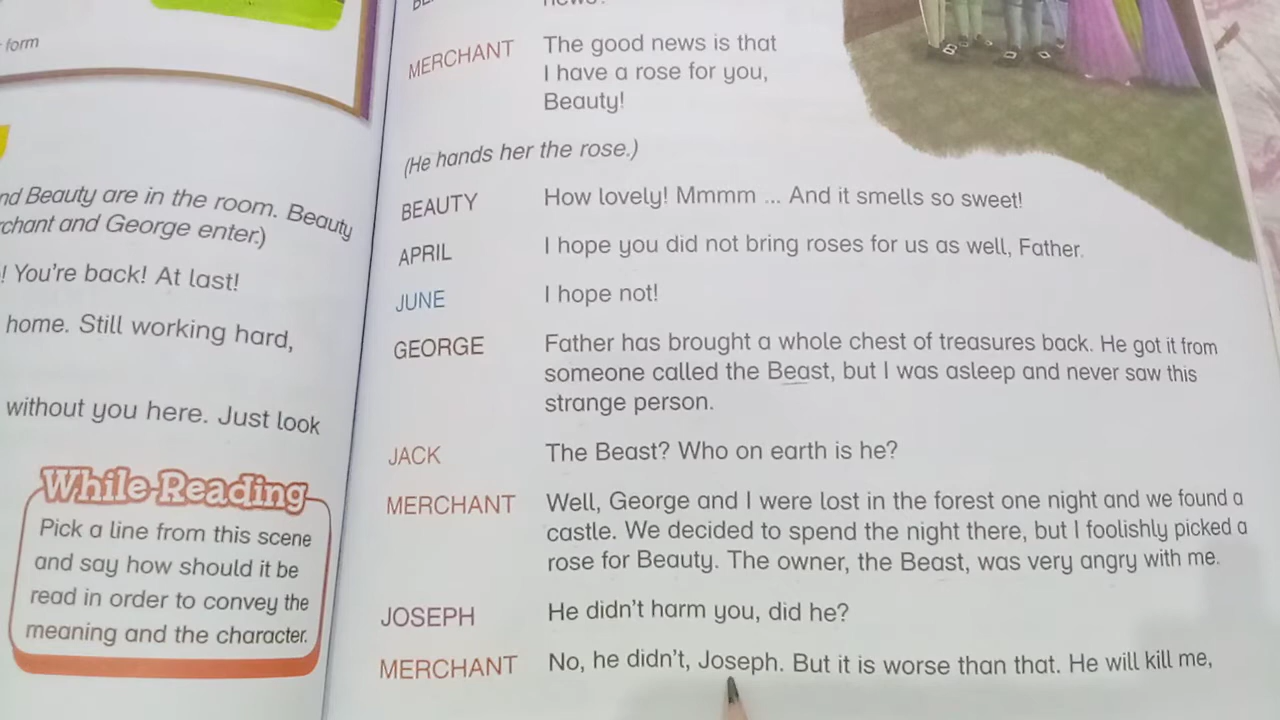 form
nd Beauty are in the room. Beauty
rchant and George enter.)
! You're back! At last!
home. Still working hard,
without you here. Just look
While-Reading
Pick a line from this scene
and say how should it be
read in order to convey the
meaning and the character.
news!
MERCHANT The good news is that
I have a rose for you,
Beauty!
(He hands her the rose.)
BEAUTY How lovely! Mmmm ... And it smells so sweet!
APRIL I hope you did not bring roses for us as well, Father.
JUNE I hope not!
GEORGE Father has brought a whole chest of treasures back. He got it from
someone called the Beast, but I was asleep and never saw this
strange person.
JACK The Beast? Who on earth is he?
MERCHANT Well, George and I were lost in the forest one night and we found a
castle. We decided to spend the night there, but I foolishly picked a
rose for Beauty. The owner, the Beast, was very angry with me.
JOSEPH He didn't harm you, did he?
MERCHANT No, he didn't, Joseph. But it is worse than that. He will kill me,